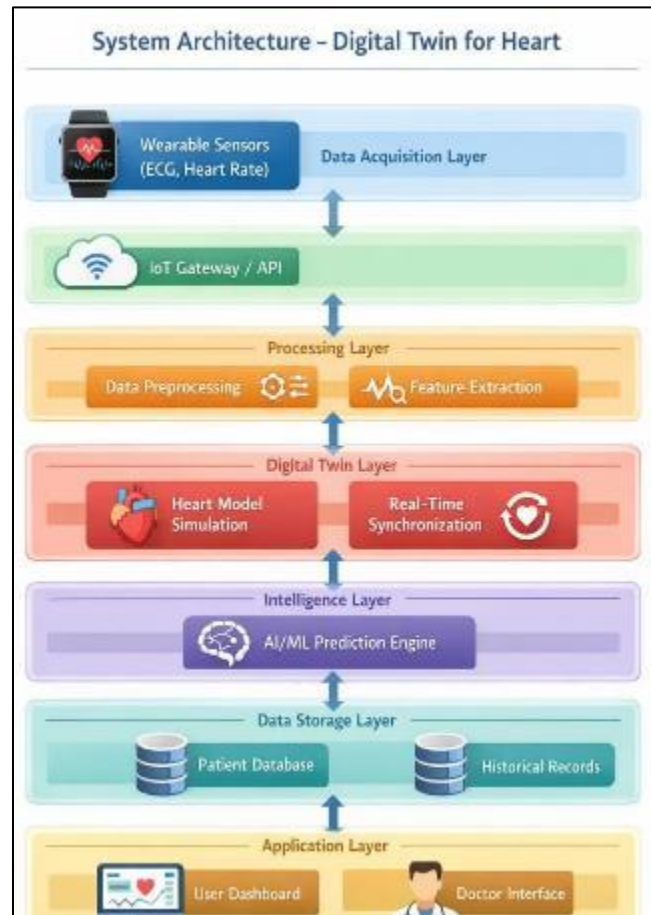 System Architecture – Digital Twin for Heart
Wearable Sensors
(ECG, Heart Rate)
Data Acquisition Layer
IoT Gateway / API
Processing Layer
Data Preprocessing
Feature Extraction
Digital Twin Layer
Heart Model
Simulation
Real-Time
Synchronization
Intelligence Layer
AI/ML Prediction Engine
Data Storage Layer
Patient Database
Historical Records
Application Layer
User Dashboard
Doctor Interface